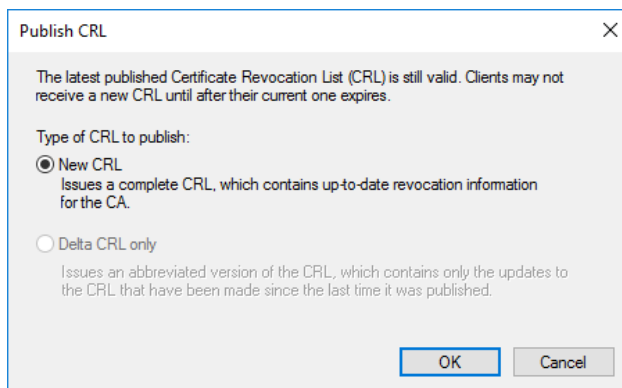 Publish CRL
The latest published Certificate Revocation List (CRL) is still valid. Clients may not
receive a new CRL until after their current one expires.
Type of CRL to publish:
New CRL
Issues a complete CRL, which contains up-to-date revocation information
for the CA.
Delta CRL only
Issues an abbreviated version of the CRL, which contains only the updates to
the CRL that have been made since the last time it was published.
OK
Cancel